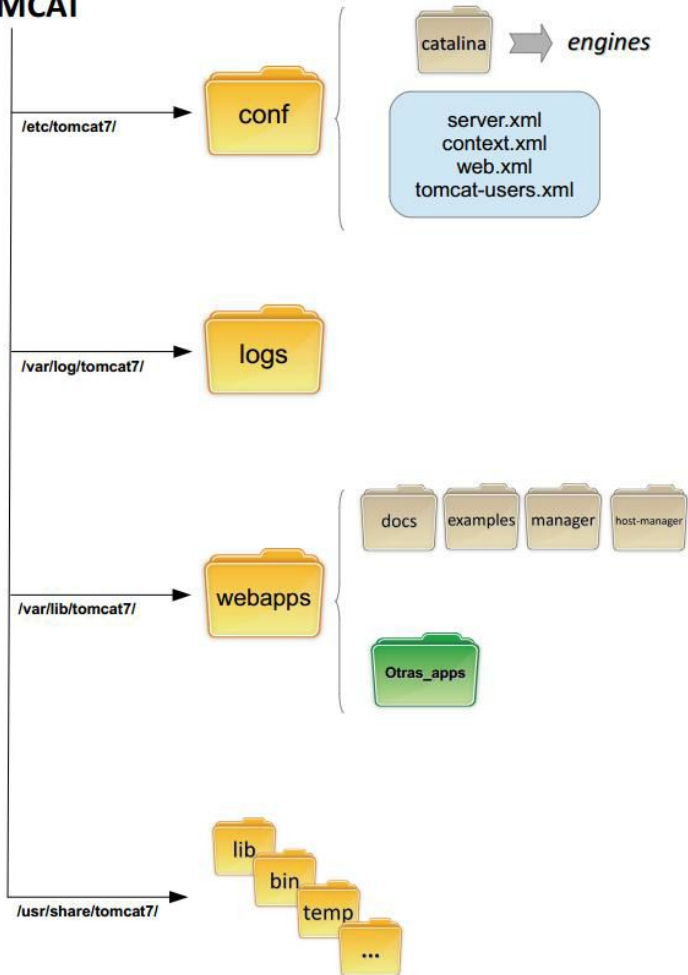 MCAT
catalina
engines
conf
/etc/tomcat7/
server.xml
context.xml
web.xml
tomcat-users.xml
logs
/var/log/tomcat7/
docs
examples
manager
host-manager
webapps
/var/lib/tomcat7/
Otras_apps
lib
bin
temp
...
/usr/share/tomcat7/